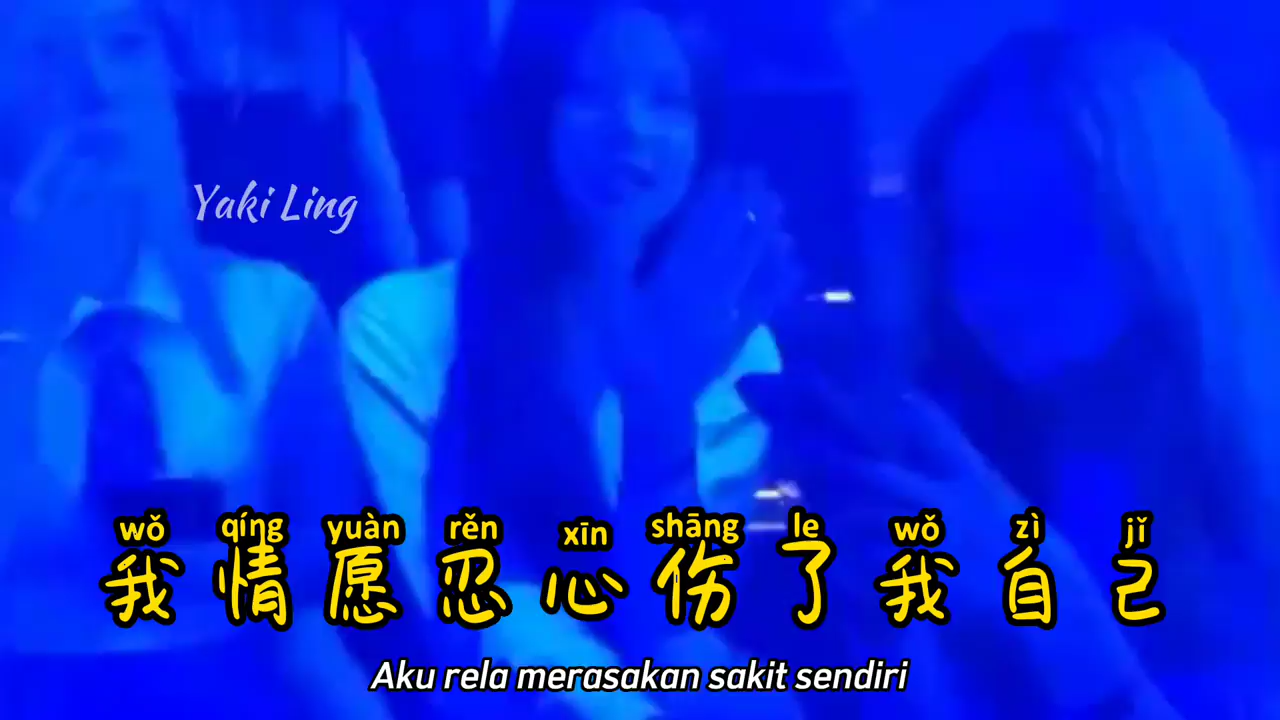 Yaki Ling
wǒ qíng yuàn rěn xīn shāng le wǒ zì jǐ
我情愿忍心伤了我自己
Aku rela merasakan sakit sendiri